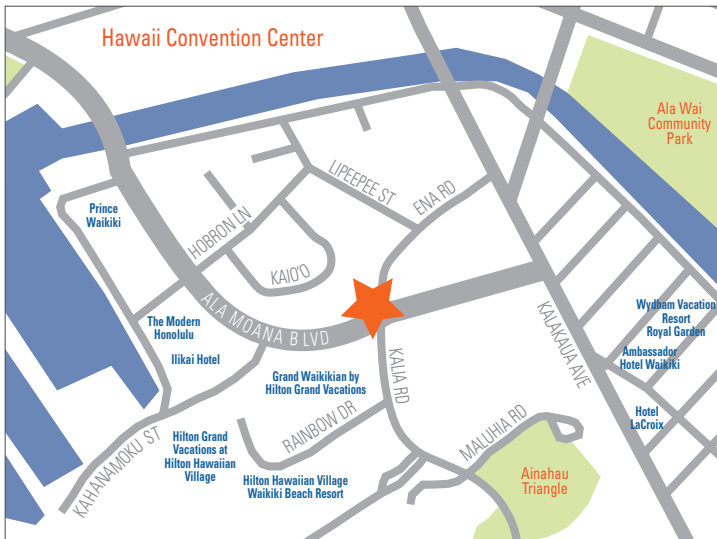 Hawaii Convention Center
Ala Wai
Community
Park
LIPEEPEE ST
ENA RD
Prince
Waikiki
HOBRON LN
KAIO'O
ALA MOANA BLVD
KALAKAUA AVE
Wydham Vacation
Resort
Royal Garden
The Modern
Honolulu
Ilikai Hotel
Ambassador
Hotel Waikiki
Grand Waikikian by
Hilton Grand Vacations
KALIA RD
Hotel
LaCroix
RAINBOW DR
MALUHIA RD
KAHANAMOKU ST
Hilton Grand
Vacations at
Hilton Hawaiian
Village
Hilton Hawaiian Village
Waikiki Beach Resort
Ainahau
Triangle